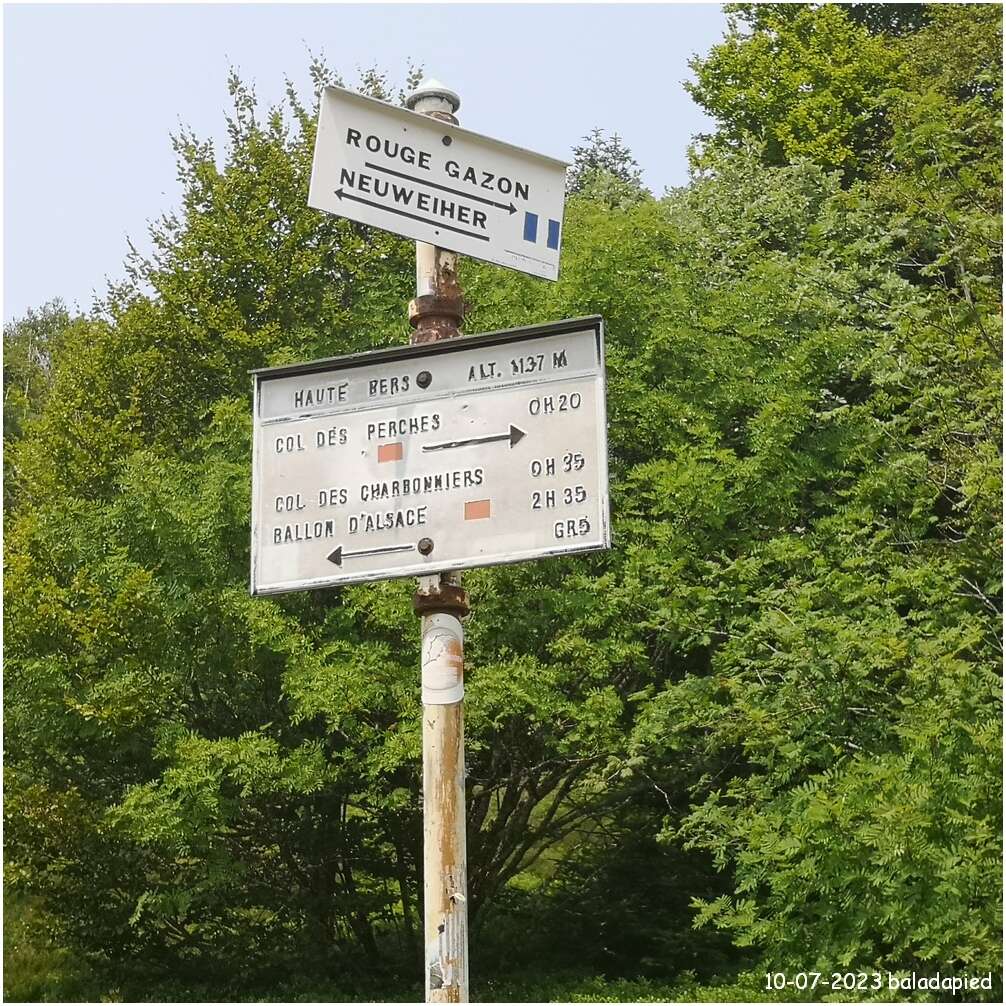 ROUGE GAZON
NEUWEIHER
HAUTE BERS ALT. 1137 M
COL DES PERCHES 0H20
COL DES CHARBONNIERS 0H35
BALLON D'ALSACE 2H35
GR5
10-07-2023 baladapied